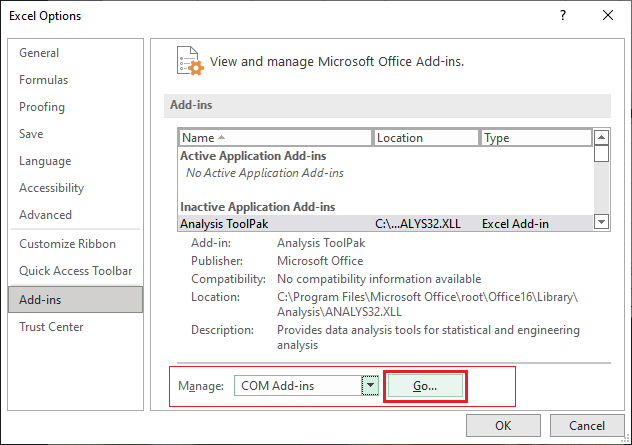 Excel Options
?
General
Formulas
Proofing
Save
Language
Accessibility
Advanced
Customize Ribbon
Quick Access Toolbar
Add-ins
Trust Center
View and manage Microsoft Office Add-ins.
Add-ins
Name Location Type
Active Application Add-ins
No Active Application Add-ins
Inactive Application Add-ins
Analysis ToolPak C:\...ALYS32.XLL Excel Add-in
Add-in: Analysis ToolPak
Publisher: Microsoft Office
Compatibility: No compatibility information available
Location: C:\Program Files\Microsoft Office\root\Office16\Library\
Analysis\ANALYS32.XLL
Description: Provides data analysis tools for statistical and engineering
analysis
Manage: COM Add-ins Go...
OK Cancel